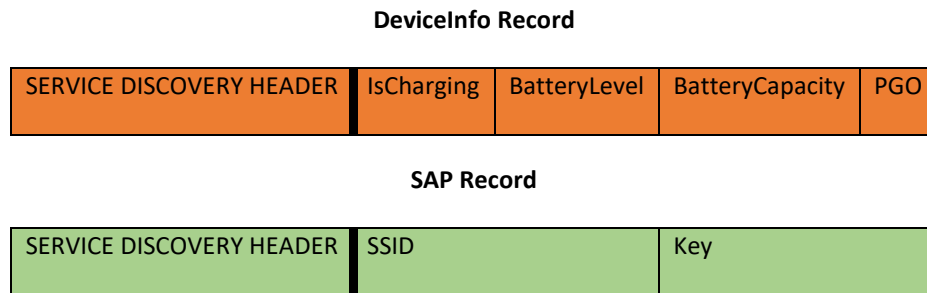 DeviceInfo Record
SERVICE DISCOVERY HEADER IsCharging BatteryLevel BatteryCapacity PGO
SAP Record
SERVICE DISCOVERY HEADER SSID Key